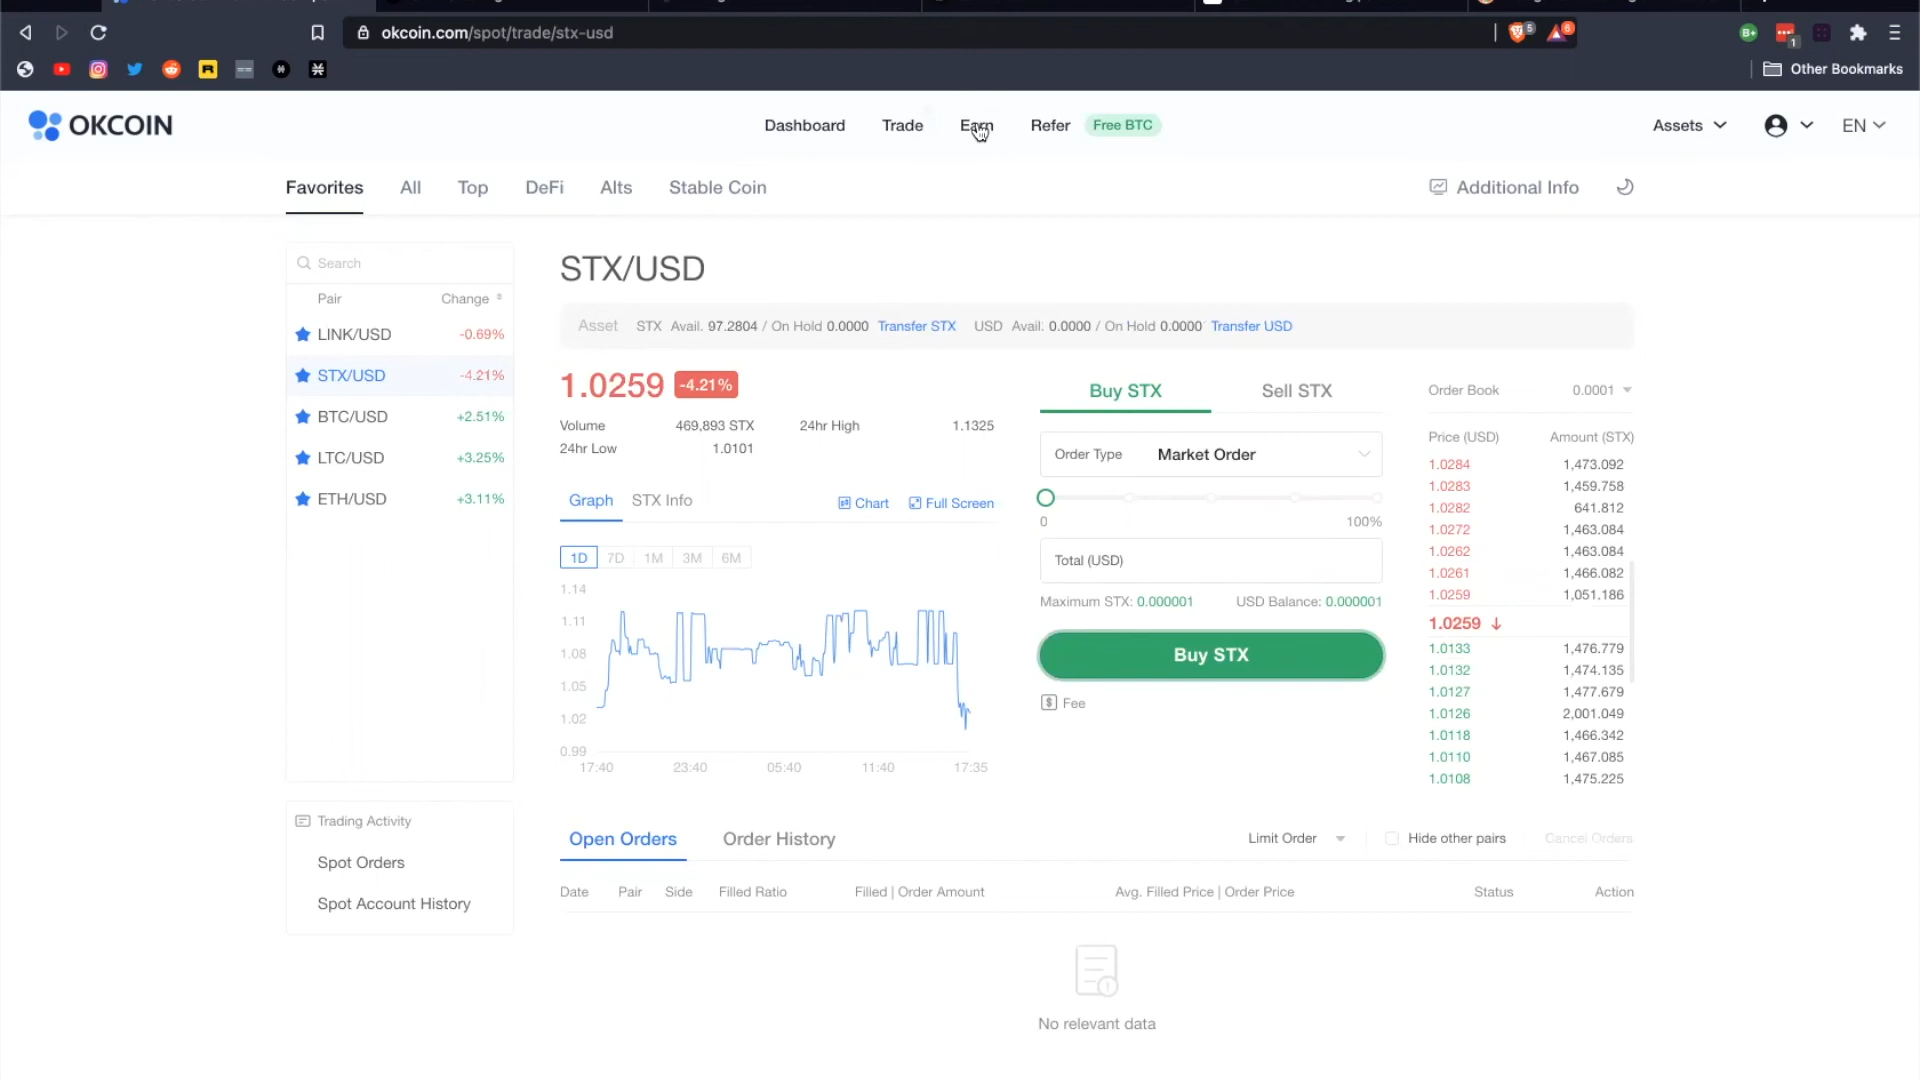 okcoin.com/spot/trade/stx-usd
5
6
B+
1
Other Bookmarks
OKCOIN
Dashboard Trade Earn Refer Free BTC
Assets EN
Favorites All Top DeFi Alts Stable Coin
Additional Info
Search
Pair Change
LINK/USD -0.69%
STX/USD -4.21%
BTC/USD +2.51%
LTC/USD +3.25%
ETH/USD +3.11%
Trading Activity
Spot Orders
Spot Account History
STX/USD
Asset STX Avail. 97.2804 / On Hold 0.0000 Transfer STX USD Avail. 0.0000 / On Hold 0.0000 Transfer USD
1.0259 -4.21%
Volume 469,893 STX 24hr High 1.1325
24hr Low 1.0101
Graph STX Info Chart Full Screen
1D 7D 1M 3M 6M
1.14
1.11
1.08
1.05
1.02
0.99
17:40 23:40 05:40 11:40 17:35
Buy STX Sell STX
Order Type Market Order
0 100%
Total (USD)
Maximum STX: 0.000001 USD Balance: 0.000001
Buy STX
$ Fee
Order Book 0.0001
Price (USD) Amount (STX)
1.0284 1,473.092
1.0283 1,459.758
1.0282 641.812
1.0272 1,463.084
1.0262 1,463.084
1.0261 1,466.082
1.0259 1,051.186
1.0259 ↓
1.0133 1,476.779
1.0132 1,474.135
1.0127 1,477.679
1.0126 2,001.049
1.0118 1,466.342
1.0110 1,467.085
1.0108 1,475.225
Open Orders Order History
Limit Order Hide other pairs Cancel Orders
Date Pair Side Filled Ratio Filled | Order Amount Avg. Filled Price | Order Price Status Action
No relevant data